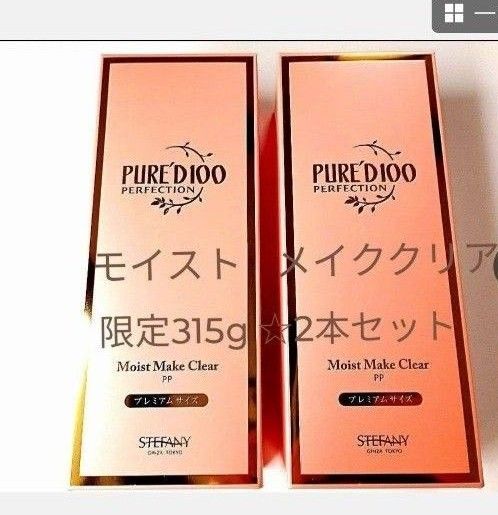 PURE'D100
PERFECTION
PURE'D100
PERFECTION
モイスト メイククリア
限定315g ☆2本セット
Moist Make Clear
PP
プレミアムサイズ
Moist Make Clear
PP
プレミアムサイズ
STEFANY
GINZA TOKYO
STEFANY
GINZA TOKYO